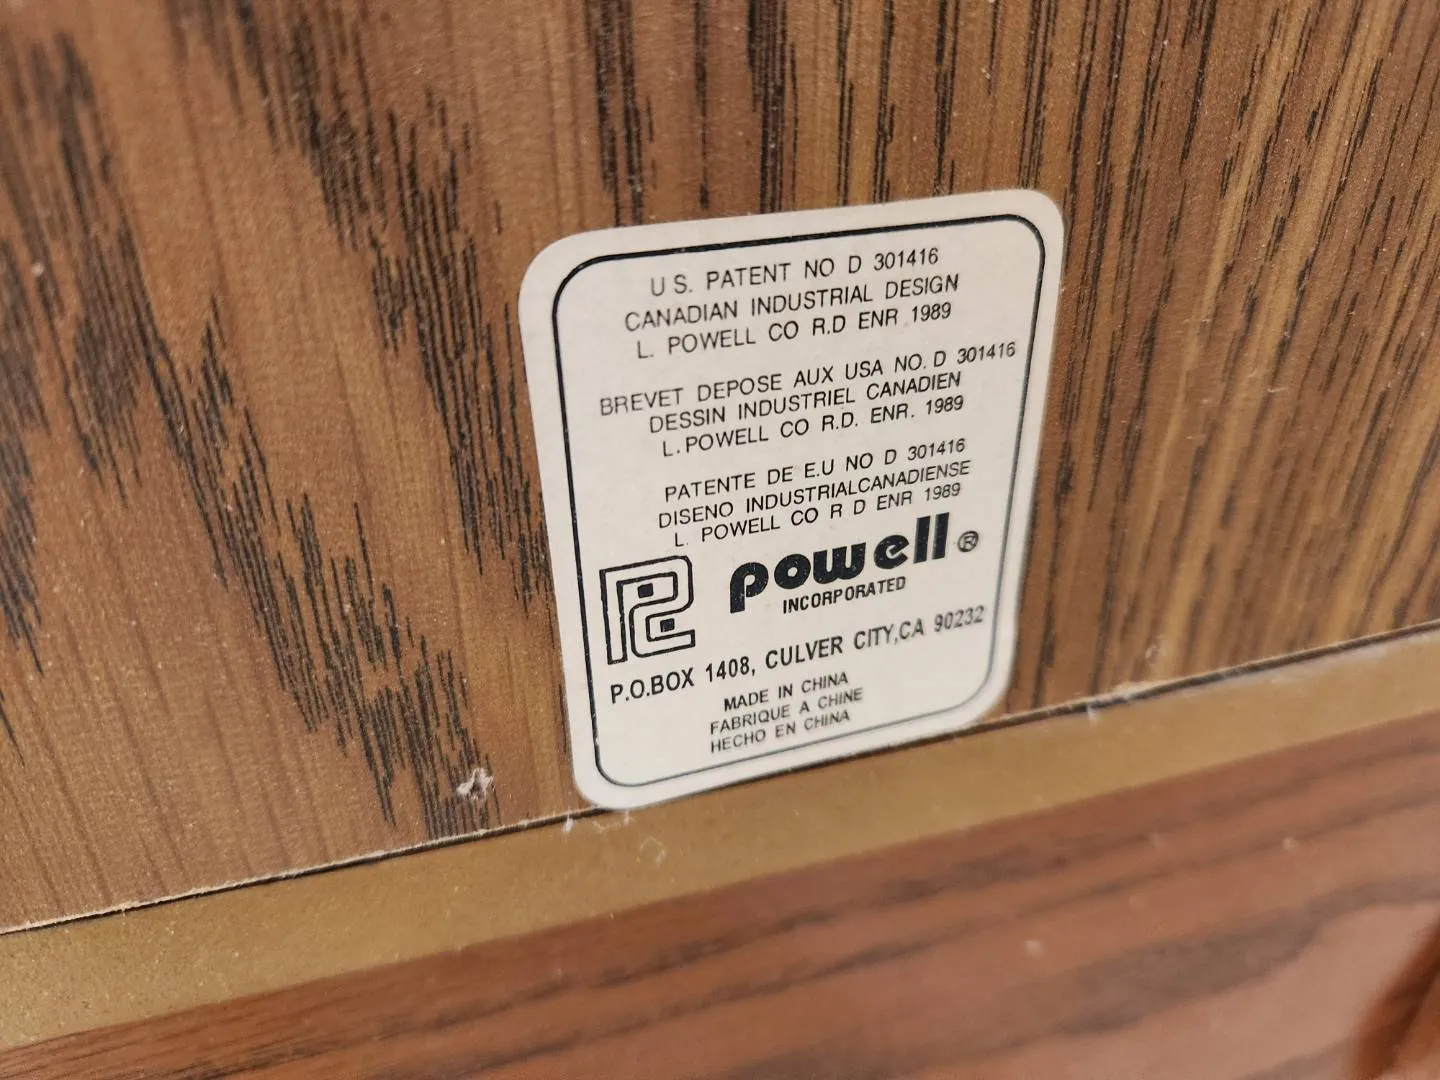 U S. PATENT NO D 301416
CANADIAN INDUSTRIAL DESIGN
L. POWELL CO R.D ENR 1989
BREVET DEPOSE AUX USA NO. D 301416
DESSIN INDUSTRIEL CANADIEN
L.POWELL CO R.D. ENR. 1989
PATENTE DE E.U NO D 301416
DISENO INDUSTRIALCANADIENSE
L. POWELL CO R D ENR 1989
powell ®
INCORPORATED
P.O.BOX 1408, CULVER CITY,CA 90232
MADE IN CHINA
FABRIQUE A CHINE
HECHO EN CHINA